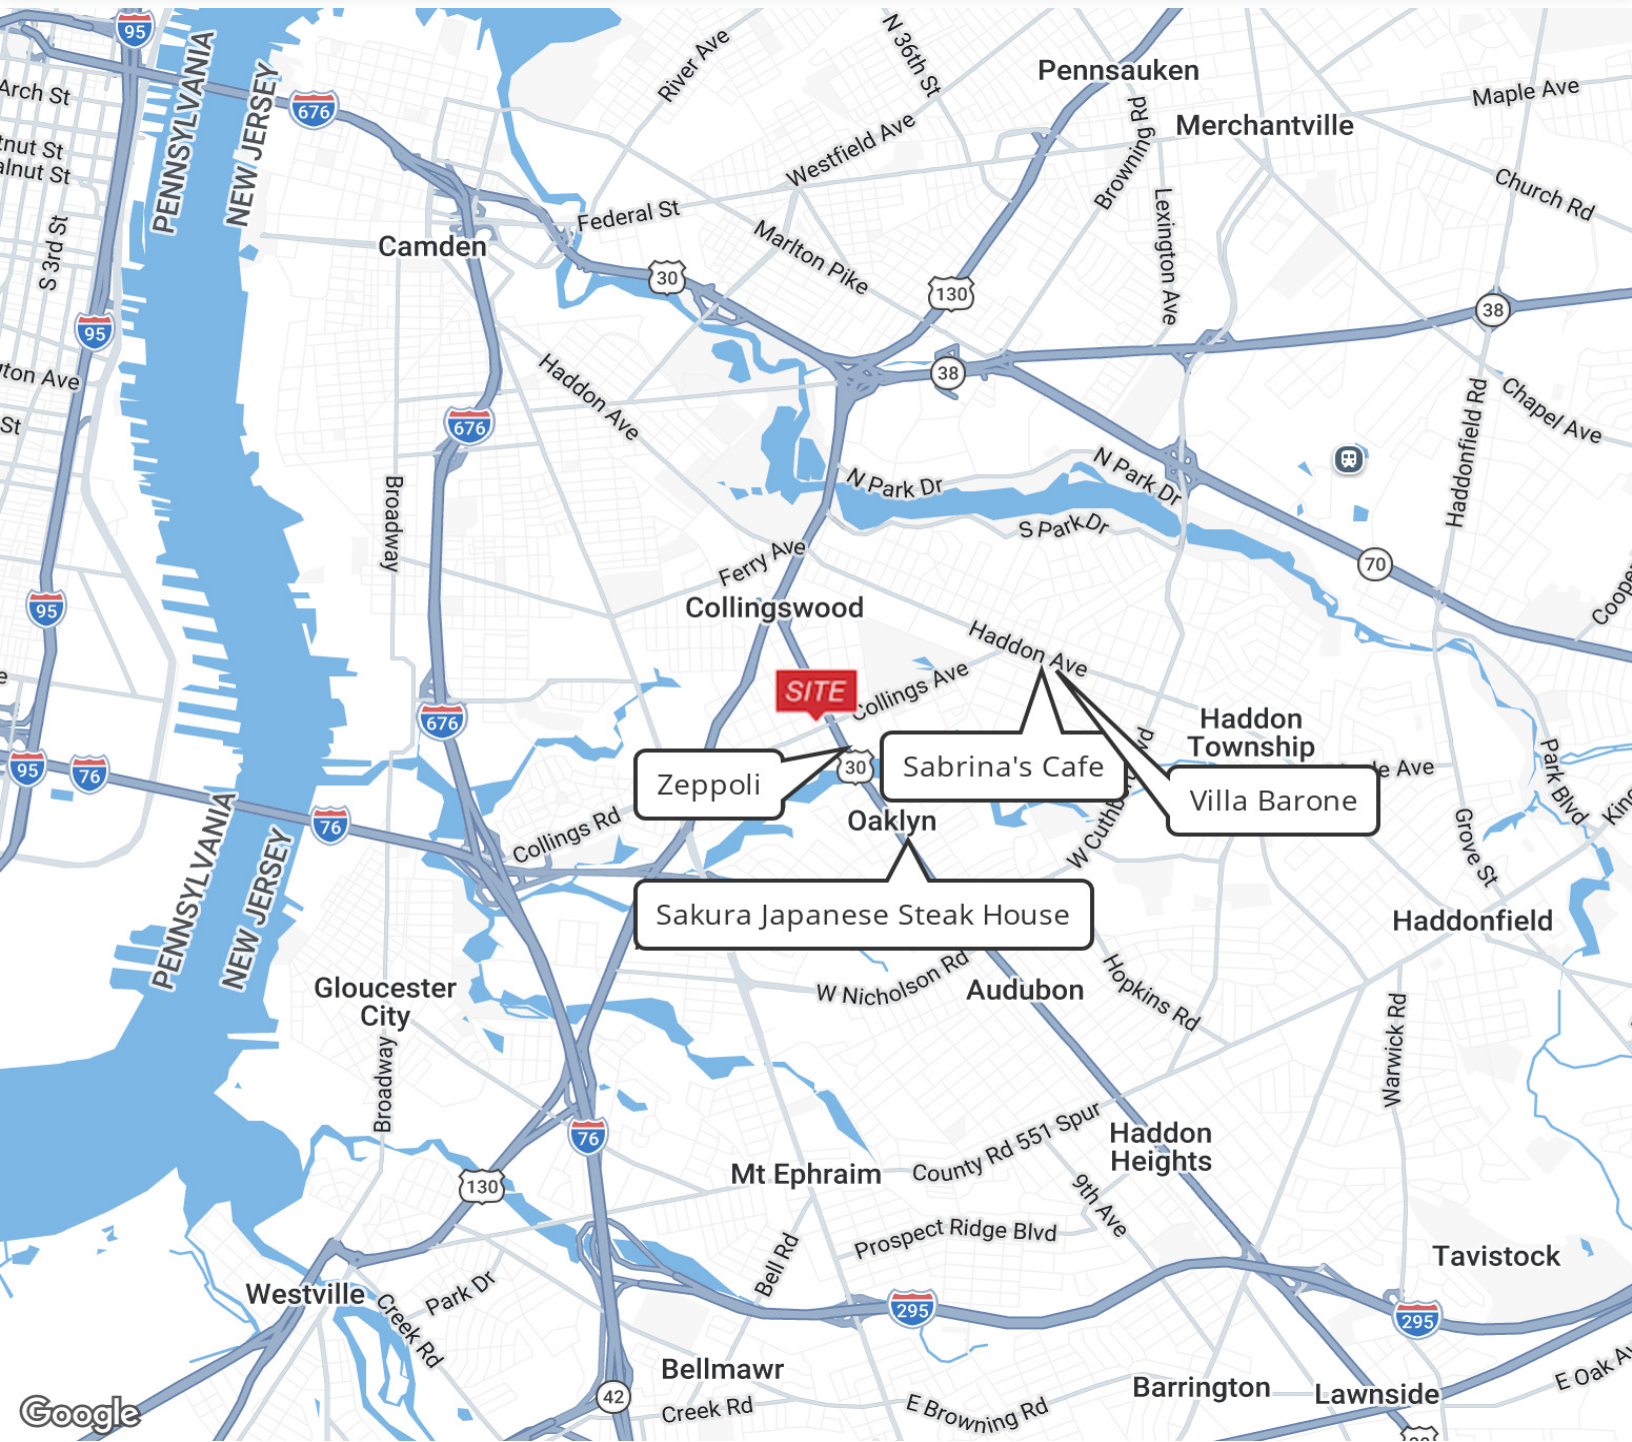 95
PENNSYLVANIA
NEW JERSEY
676
Arch St
tnut St
alnut St
S 3rd St
River Ave
N 36th St
Pennsauken
Browning Rd
Merchantville
Maple Ave
Westfield Ave
Church Rd
Lexington Ave
Federal St
Camden
Marlton Pike
30
130
38
95
38
Haddon Ave
Haddonfield Rd
Chapel Ave
St
676
N Park Dr
N Park Dr
S Park Dr
Broadway
Ferry Ave
70
Cooper
95
Collingswood
Haddon Ave
SITE
Collings Ave
676
Haddon
Township
95
76
Zeppoli
30
Sabrina's Cafe
Villa Barone
Park Blvd
76
Collings Rd
Oaklyn
Grove St
PENNSYLVANIA
NEW JERSEY
Sakura Japanese Steak House
Haddonfield
Gloucester
City
W Nicholson Rd
Audubon
Hopkins Rd
Warwick Rd
Broadway
76
County Rd 551 Spur
Haddon
Heights
Mt Ephraim
130
9th Ave
Prospect Ridge Blvd
Bell Rd
Tavistock
Westville
Park Dr
Creek Rd
295
295
Bellmawr
42
Creek Rd
E Browning Rd
Barrington
Lawnside
Google